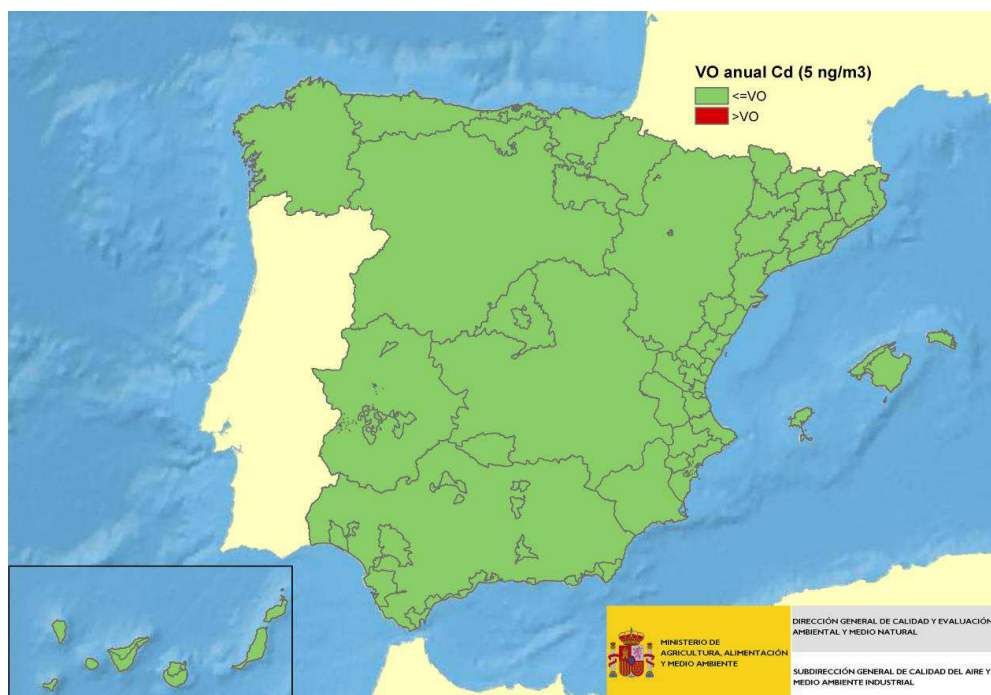 VO anual Cd (5 ng/m3)
<=VO
>VO
MINISTERIO DE
AGRICULTURA, ALIMENTACIÓN
Y MEDIO AMBIENTE
DIRECCIÓN GENERAL DE CALIDAD Y EVALUACIÓN
AMBIENTAL Y MEDIO NATURAL
SUBDIRECCIÓN GENERAL DE CALIDAD DEL AIRE Y
MEDIO AMBIENTE INDUSTRIAL